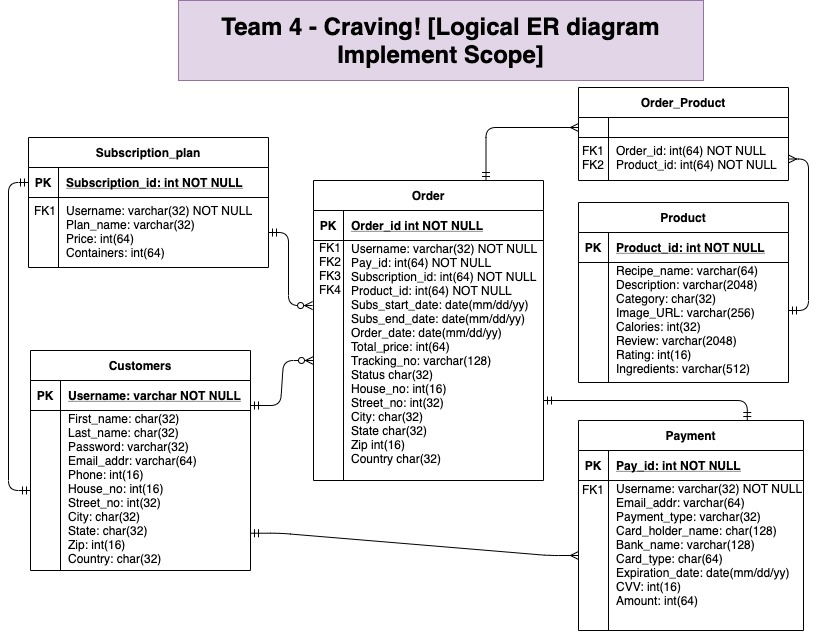 Team 4 - Craving! [Logical ER diagram
Implement Scope]
Order_Product
FK1 Order_id: int(64) NOT NULL
FK2 Product_id: int(64) NOT NULL
Subscription_plan
PK Subscription_id: int NOT NULL
FK1 Username: varchar(32) NOT NULL
Plan_name: varchar(32)
Price: int(64)
Containers: int(64)
Order
PK Order_id int NOT NULL
FK1 Username: varchar(32) NOT NULL
FK2 Pay_id: int(64) NOT NULL
FK3 Subscription_id: int(64) NOT NULL
FK4 Product_id: int(64) NOT NULL
Subs_start_date: date(mm/dd/yy)
Subs_end_date: date(mm/dd/yy)
Order_date: date(mm/dd/yy)
Total_price: int(64)
Tracking_no: varchar(128)
Status char(32)
House_no: int(16)
Street_no: int(32)
City: char(32)
State char(32)
Zip int(16)
Country char(32)
Product
PK Product_id: int NOT NULL
Recipe_name: varchar(64)
Description: varchar(2048)
Category: char(32)
Image_URL: varchar(256)
Calories: int(32)
Review: varchar(2048)
Rating: int(16)
Ingredients: varchar(512)
Customers
PK Username: varchar NOT NULL
First_name: char(32)
Last_name: char(32)
Password: varchar(32)
Email_addr: varchar(64)
Phone: int(16)
House_no: int(16)
Street_no: int(32)
City: char(32)
State: char(32)
Zip: int(16)
Country: char(32)
Payment
PK Pay_id: int NOT NULL
FK1 Username: varchar(32) NOT NULL
Email_addr: varchar(64)
Payment_type: varchar(32)
Card_holder_name: char(128)
Bank_name: varchar(128)
Card_type: char(64)
Expiration_date: date(mm/dd/yy)
CVV: int(16)
Amount: int(64)